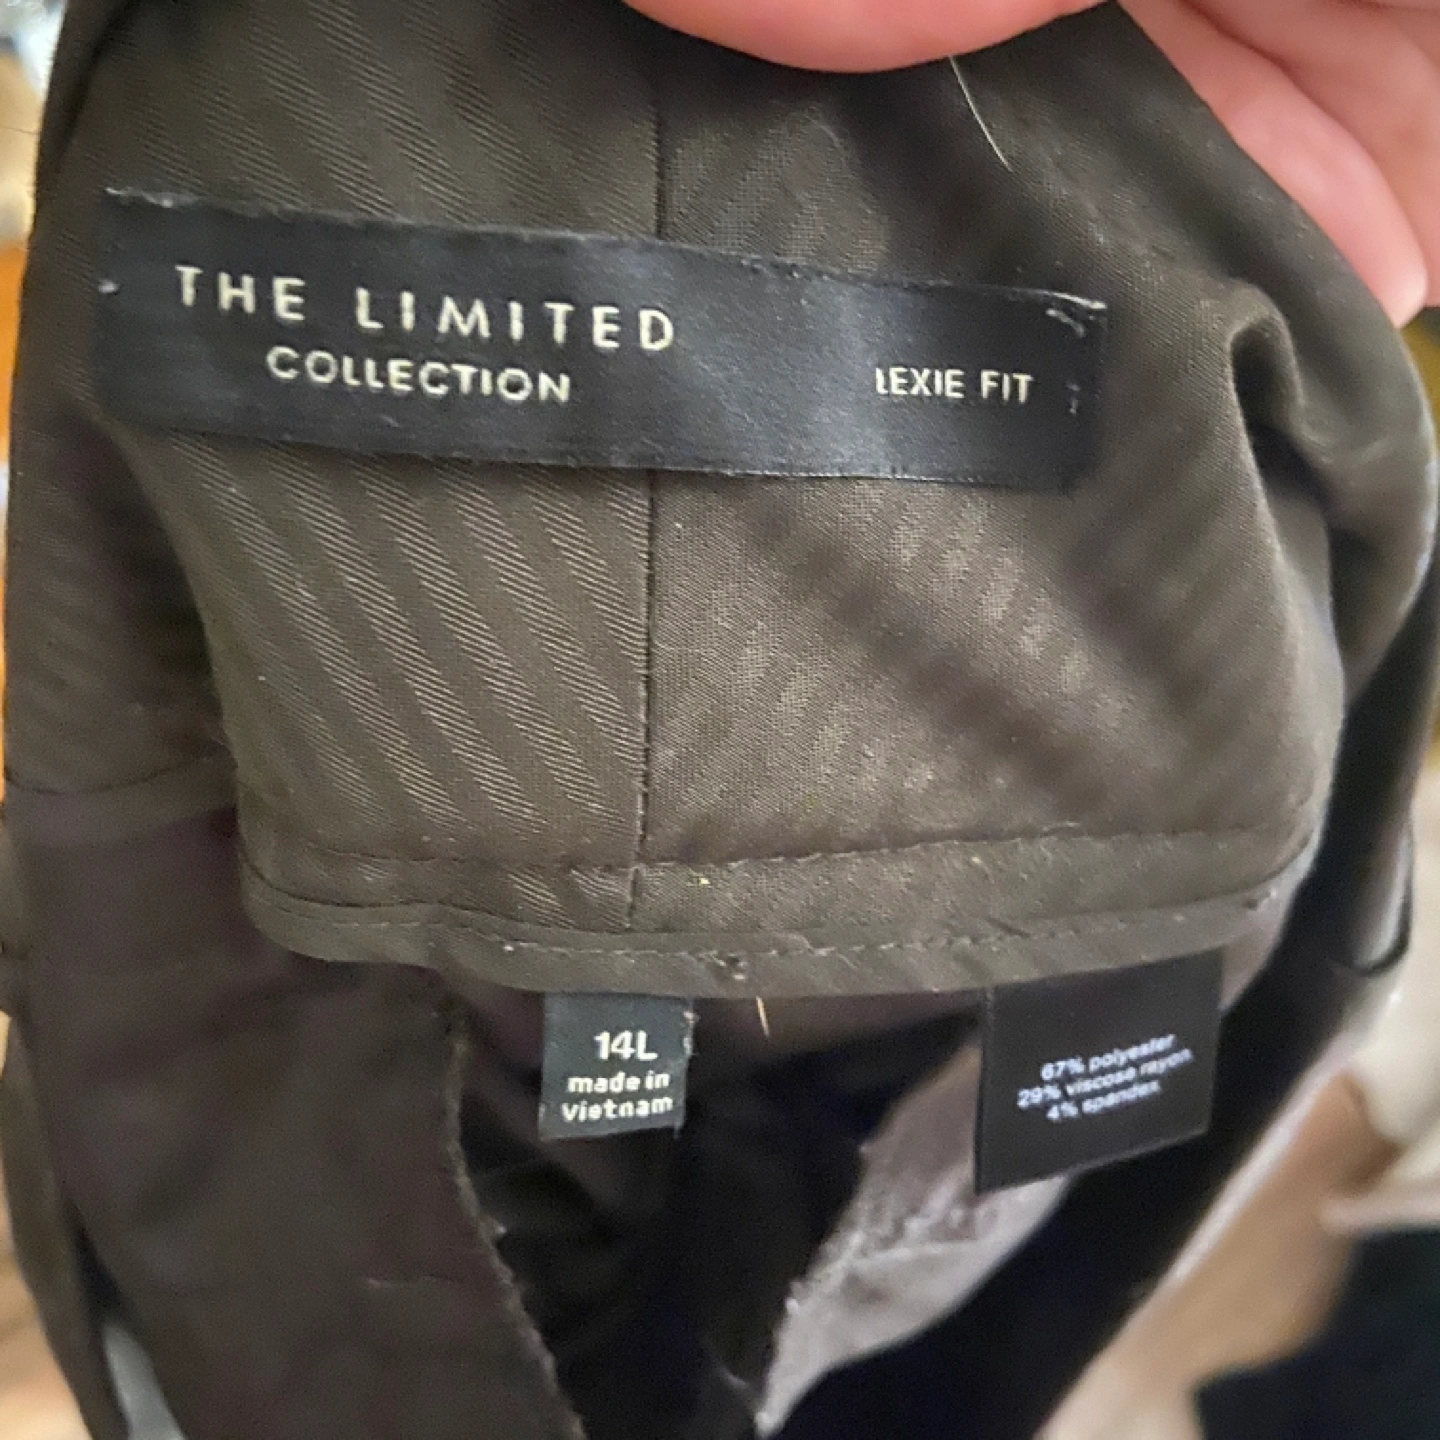 THE LIMITED
COLLECTION
LEXIE FIT
14L
made in
Vietnam
67% polyester
29% viscose rayon
4% spandex